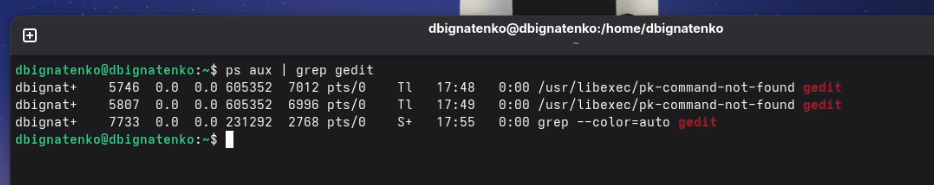 dbignatenko@dbignatenko:/home/dbignatenko
~
dbignatenko@dbignatenko:~$ ps aux | grep gedit
dbignat+    5746  0.0  0.0 605352  7012 pts/0    Tl   17:48   0:00 /usr/libexec/pk-command-not-found gedit
dbignat+    5807  0.0  0.0 605352  6996 pts/0    Tl   17:49   0:00 /usr/libexec/pk-command-not-found gedit
dbignat+    7733  0.0  0.0 231292  2768 pts/0    S+   17:55   0:00 grep --color=auto gedit
dbignatenko@dbignatenko:~$